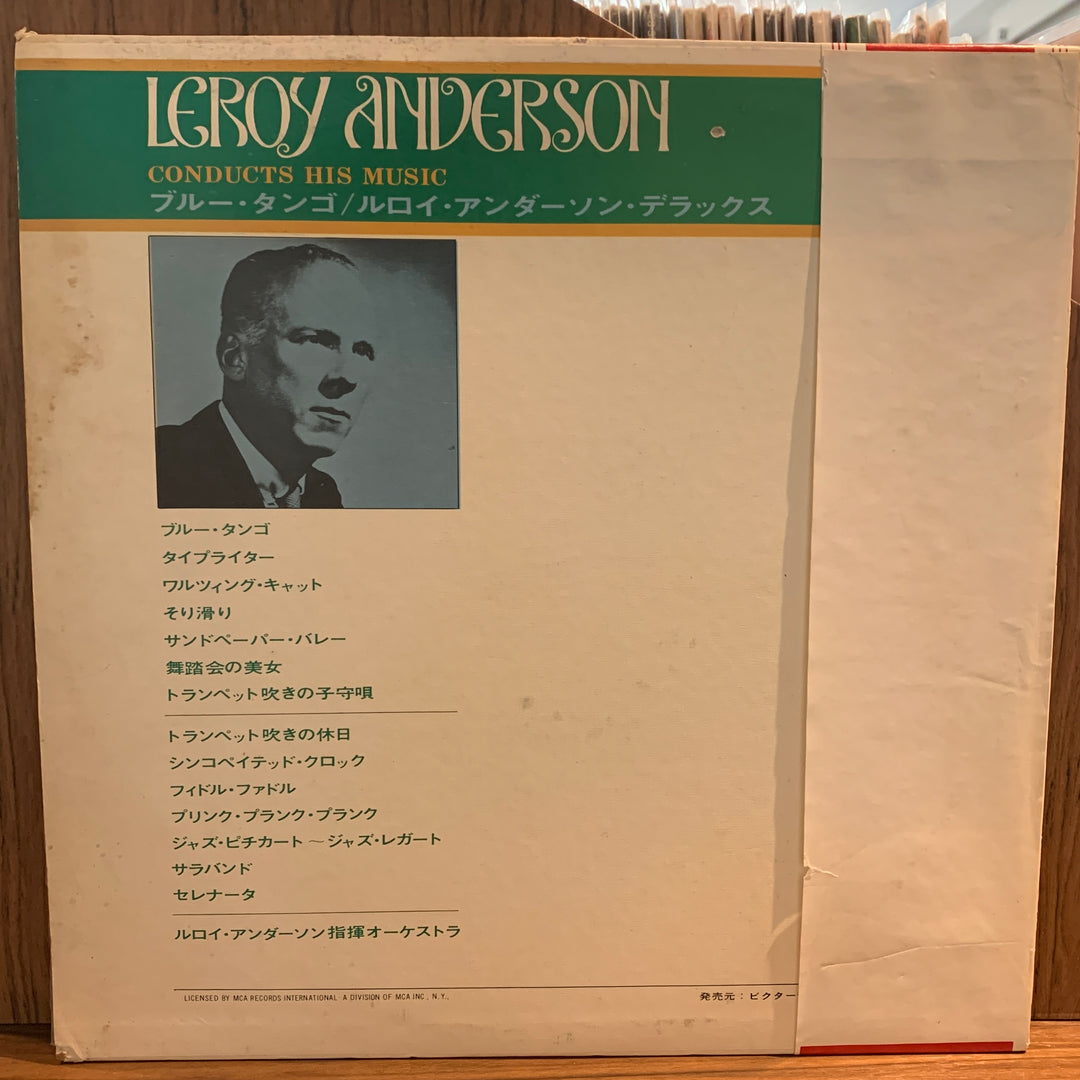 LEROY ANDERSON
CONDUCTS HIS MUSIC
ブルー・タンゴ/ルロイ・アンダーソン・デラックス
ブルー・タンゴ
タイプライター
ワルツィング・キャット
そり滑り
サンドペーパー・バレー
舞踏会の美女
トランペット吹きの子守唄
トランペット吹きの休日
シンコペイテッド・クロック
フィドル・ファドル
プリンク・プランク・プランク
ジャズ・ピチカート〜ジャズ・レガート
サラバンド
セレナータ
ルロイ・アンダーソン指揮オーケストラ
LICENSED BY MCA RECORDS INTERNATIONAL· A DIVISION OF MCA INC., N.Y.,
発売元：ビクター